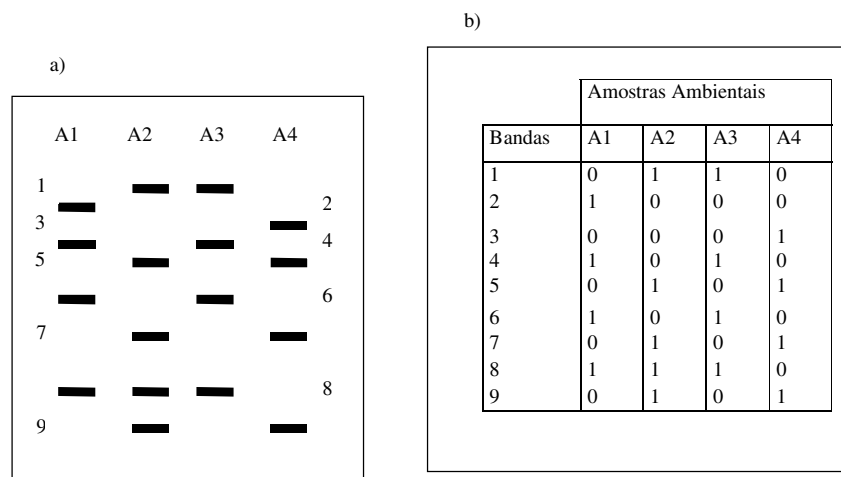 a)
A1 A2 A3 A4
1
2
3
4
5
6
7
8
9
b)
Amostras Ambientais
Bandas A1 A2 A3 A4
1 0 1 1 0
2 1 0 0 0
3 0 0 0 1
4 1 0 1 0
5 0 1 0 1
6 1 0 1 0
7 0 1 0 1
8 1 1 1 0
9 0 1 0 1